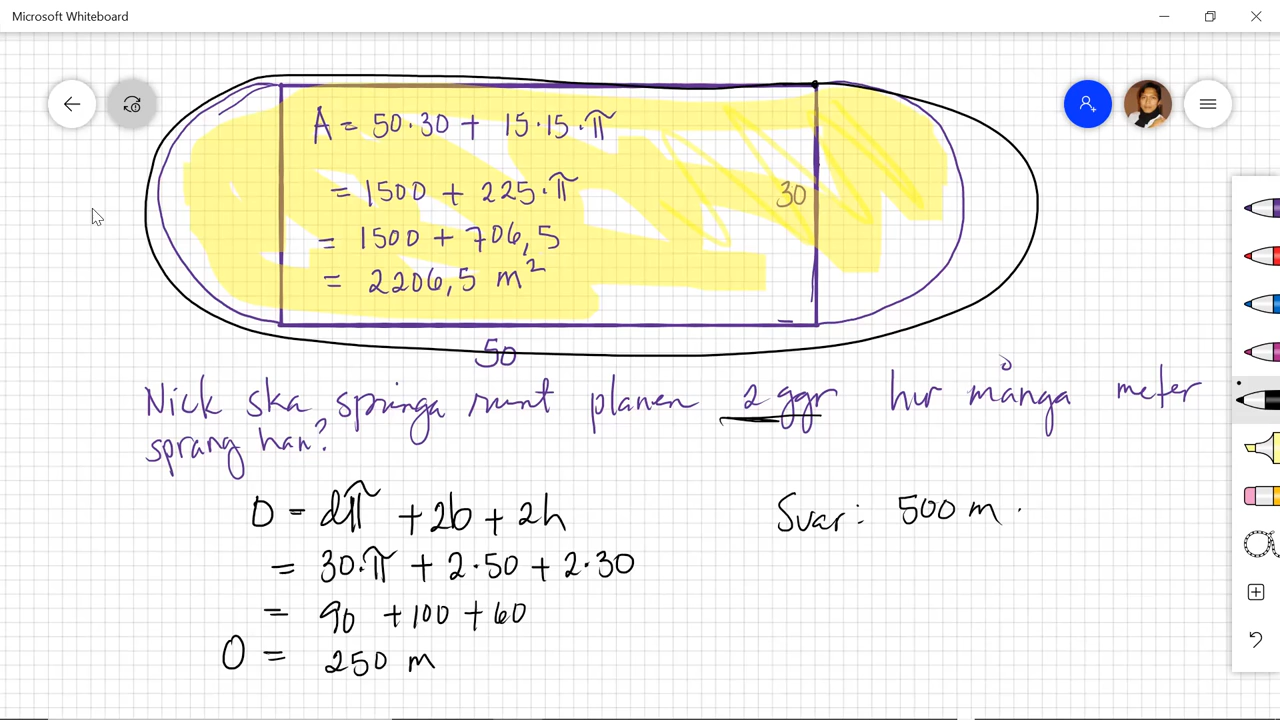 Microsoft Whiteboard
A = 50·30 + 15·15·π
= 1500 + 225·π
= 1500 + 706,5
= 2206,5 m²
30
50
Nick ska springa runt planen 2 ggr hur många meter
sprang han?
O = dπ + 2b + 2h
= 30·π + 2·50 + 2·30
= 90 + 100 + 60
O = 250 m
Svar: 500 m.